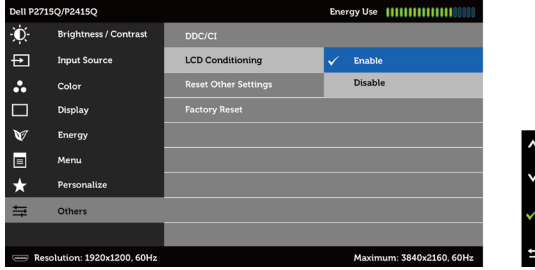 Dell P2715Q/P2415Q
Energy Use
Brightness / Contrast
DDC/CI
Input Source
LCD Conditioning
Enable
Color
Reset Other Settings
Disable
Display
Factory Reset
Energy
Menu
Personalize
Others
Resolution: 1920x1200, 60Hz
Maximum: 3840x2160, 60Hz